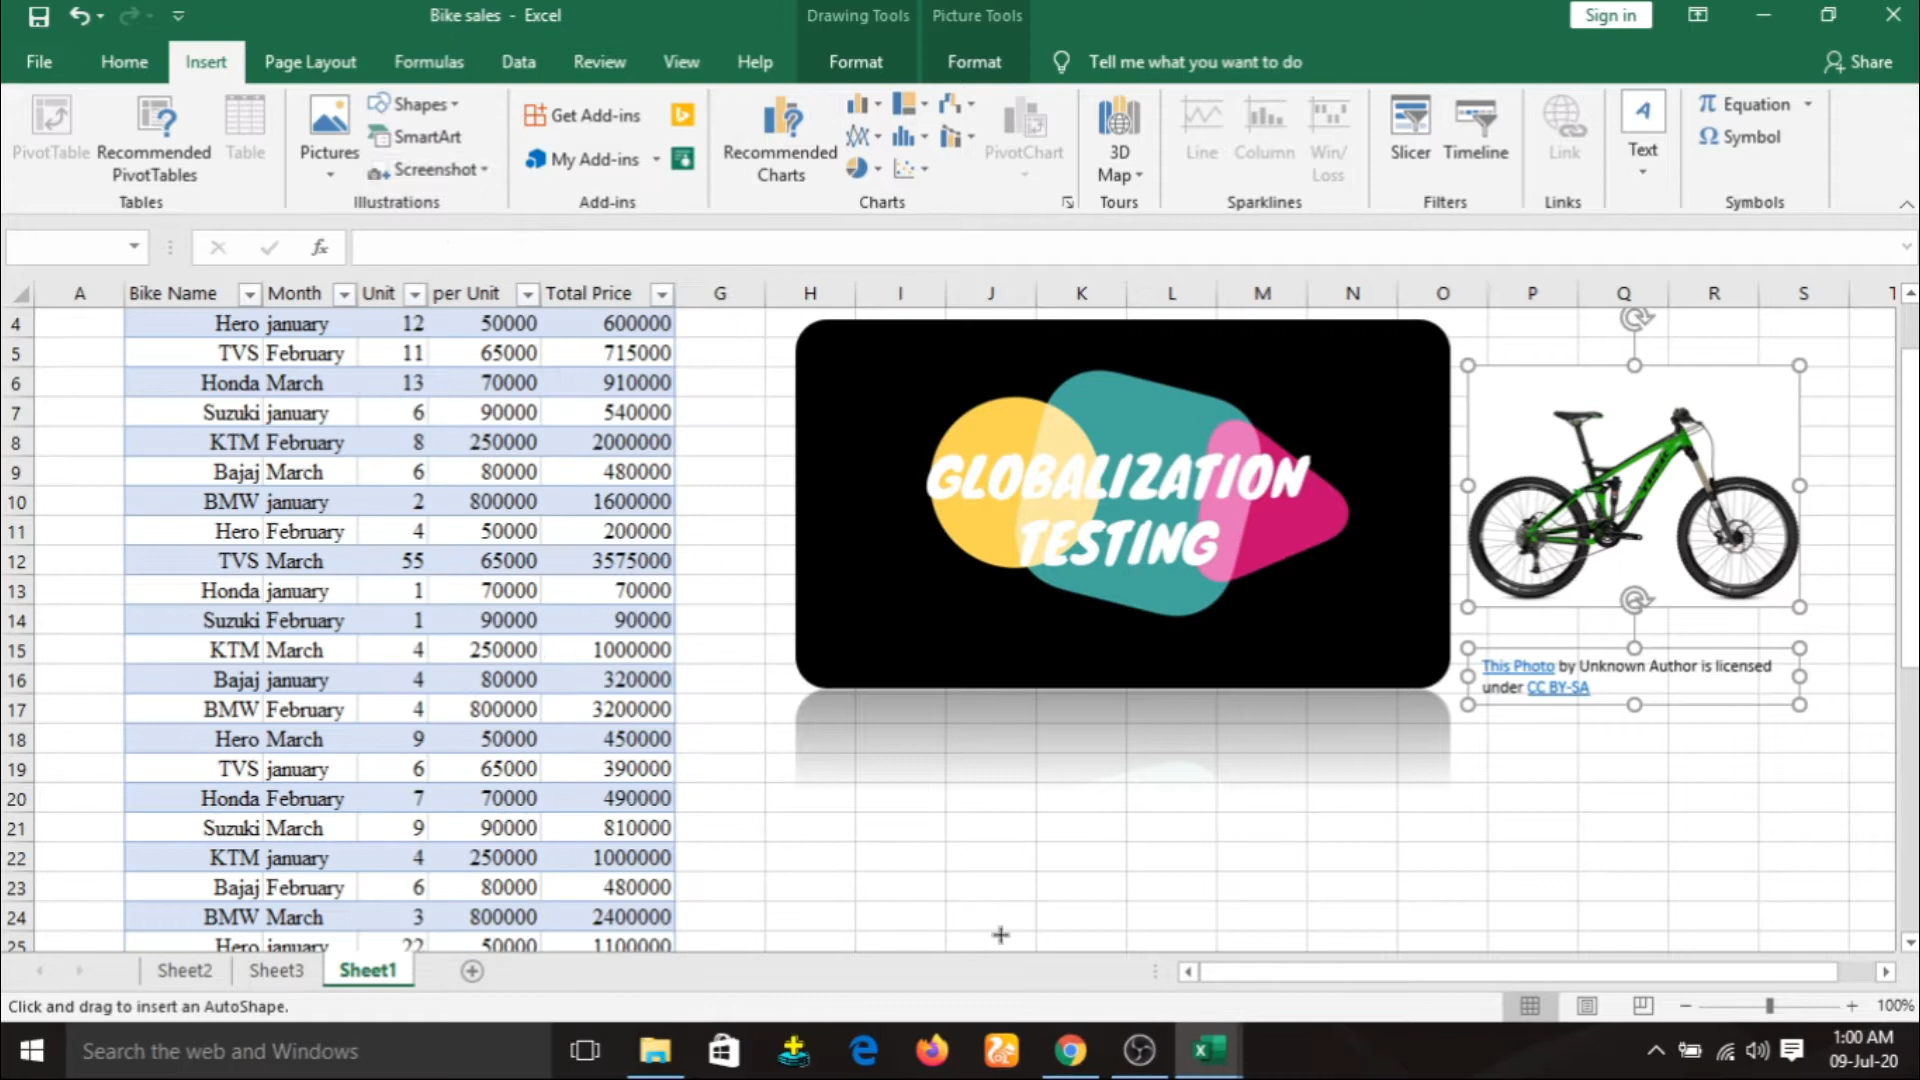 Bike sales - Excel
Drawing Tools
Picture Tools
Sign in
File
Home
Insert
Page Layout
Formulas
Data
Review
View
Help
Format
Format
Tell me what you want to do
Share
PivotTable
Recommended
PivotTables
Table
Tables
Pictures
Shapes
SmartArt
Screenshot
Illustrations
Get Add-ins
My Add-ins
Add-ins
Recommended
Charts
PivotChart
Charts
3D
Map
Tours
Line
Column
Win/
Loss
Sparklines
Slicer
Timeline
Filters
Link
Links
Text
Equation
Symbol
Symbols
fx
A Bike Name Month Unit per Unit Total Price G H I J K L M N O P Q R S T
4 Hero january 12 50000 600000
5 TVS February 11 65000 715000
6 Honda March 13 70000 910000
7 Suzuki january 6 90000 540000
8 KTM February 8 250000 2000000
9 Bajaj March 6 80000 480000
10 BMW january 2 800000 1600000
11 Hero February 4 50000 200000
12 TVS March 55 65000 3575000
13 Honda january 1 70000 70000
14 Suzuki February 1 90000 90000
15 KTM March 4 250000 1000000
16 Bajaj january 4 80000 320000
17 BMW February 4 800000 3200000
18 Hero March 9 50000 450000
19 TVS january 6 65000 390000
20 Honda February 7 70000 490000
21 Suzuki March 9 90000 810000
22 KTM january 4 250000 1000000
23 Bajaj February 6 80000 480000
24 BMW March 3 800000 2400000
25 Hero january 22 50000 1100000
GLOBALIZATION
TESTING
This Photo by Unknown Author is licensed
under CC BY-SA
Sheet2
Sheet3
Sheet1
Click and drag to insert an AutoShape.
100%
Search the web and Windows
1:00 AM
09-Jul-20